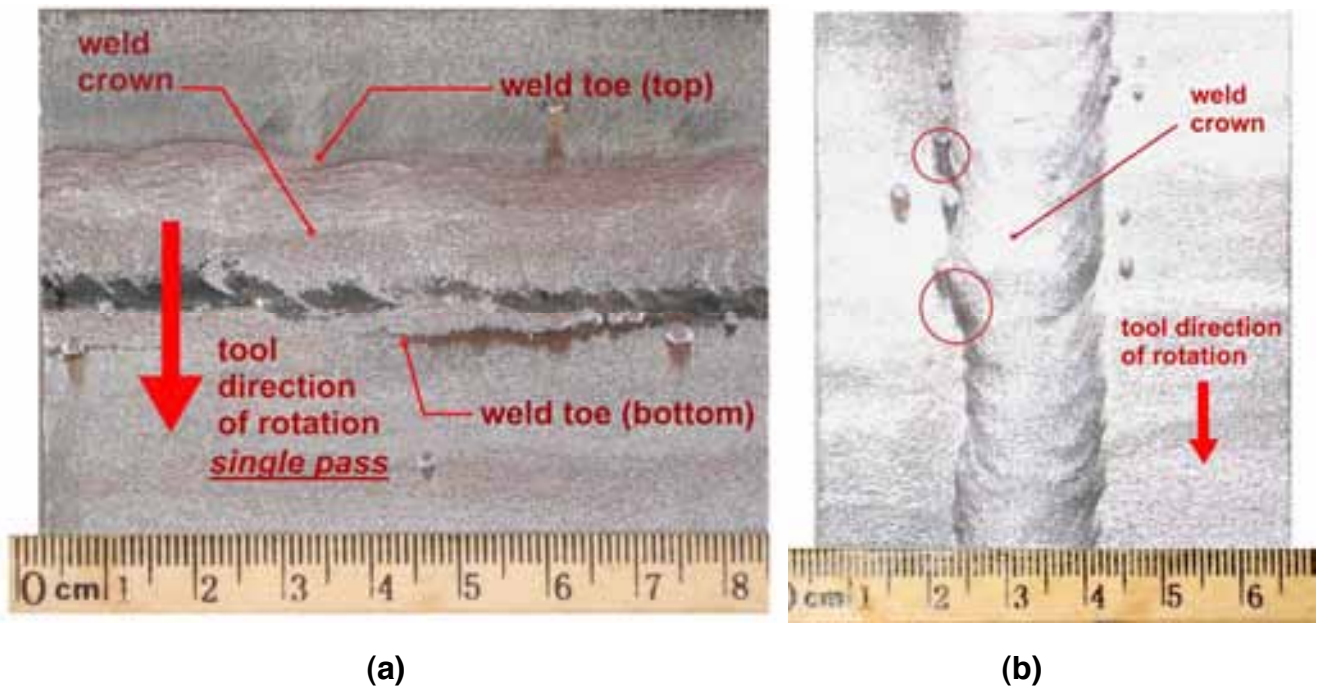 weld
crown
weld toe (top)
tool
direction
of rotation
single pass
weld toe (bottom)
0 cm 1 2 3 4 5 6 7 8
(a)
weld
crown
tool direction
of rotation
cm 1 2 3 4 5 6
(b)